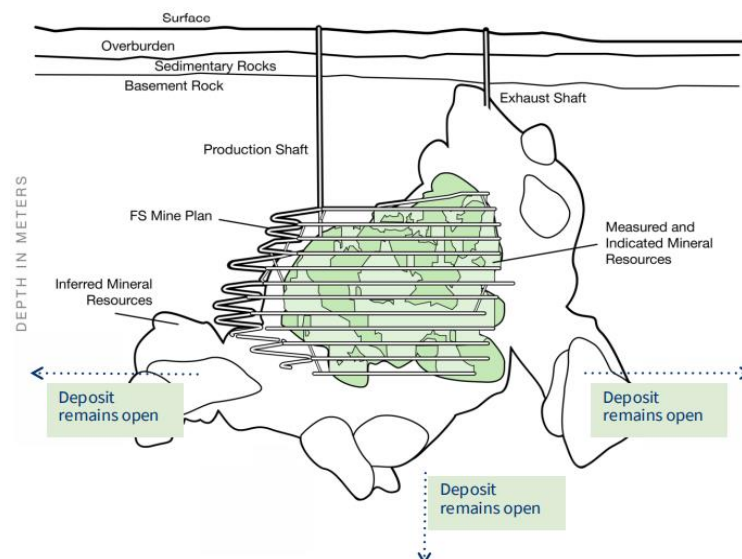 Surface
Overburden
Sedimentary Rocks
Basement Rock
Exhaust Shaft
Production Shaft
DEPTH IN METERS
FS Mine Plan
Measured and
Indicated Mineral
Resources
Inferred Mineral
Resources
Deposit
remains open
Deposit
remains open
Deposit
remains open